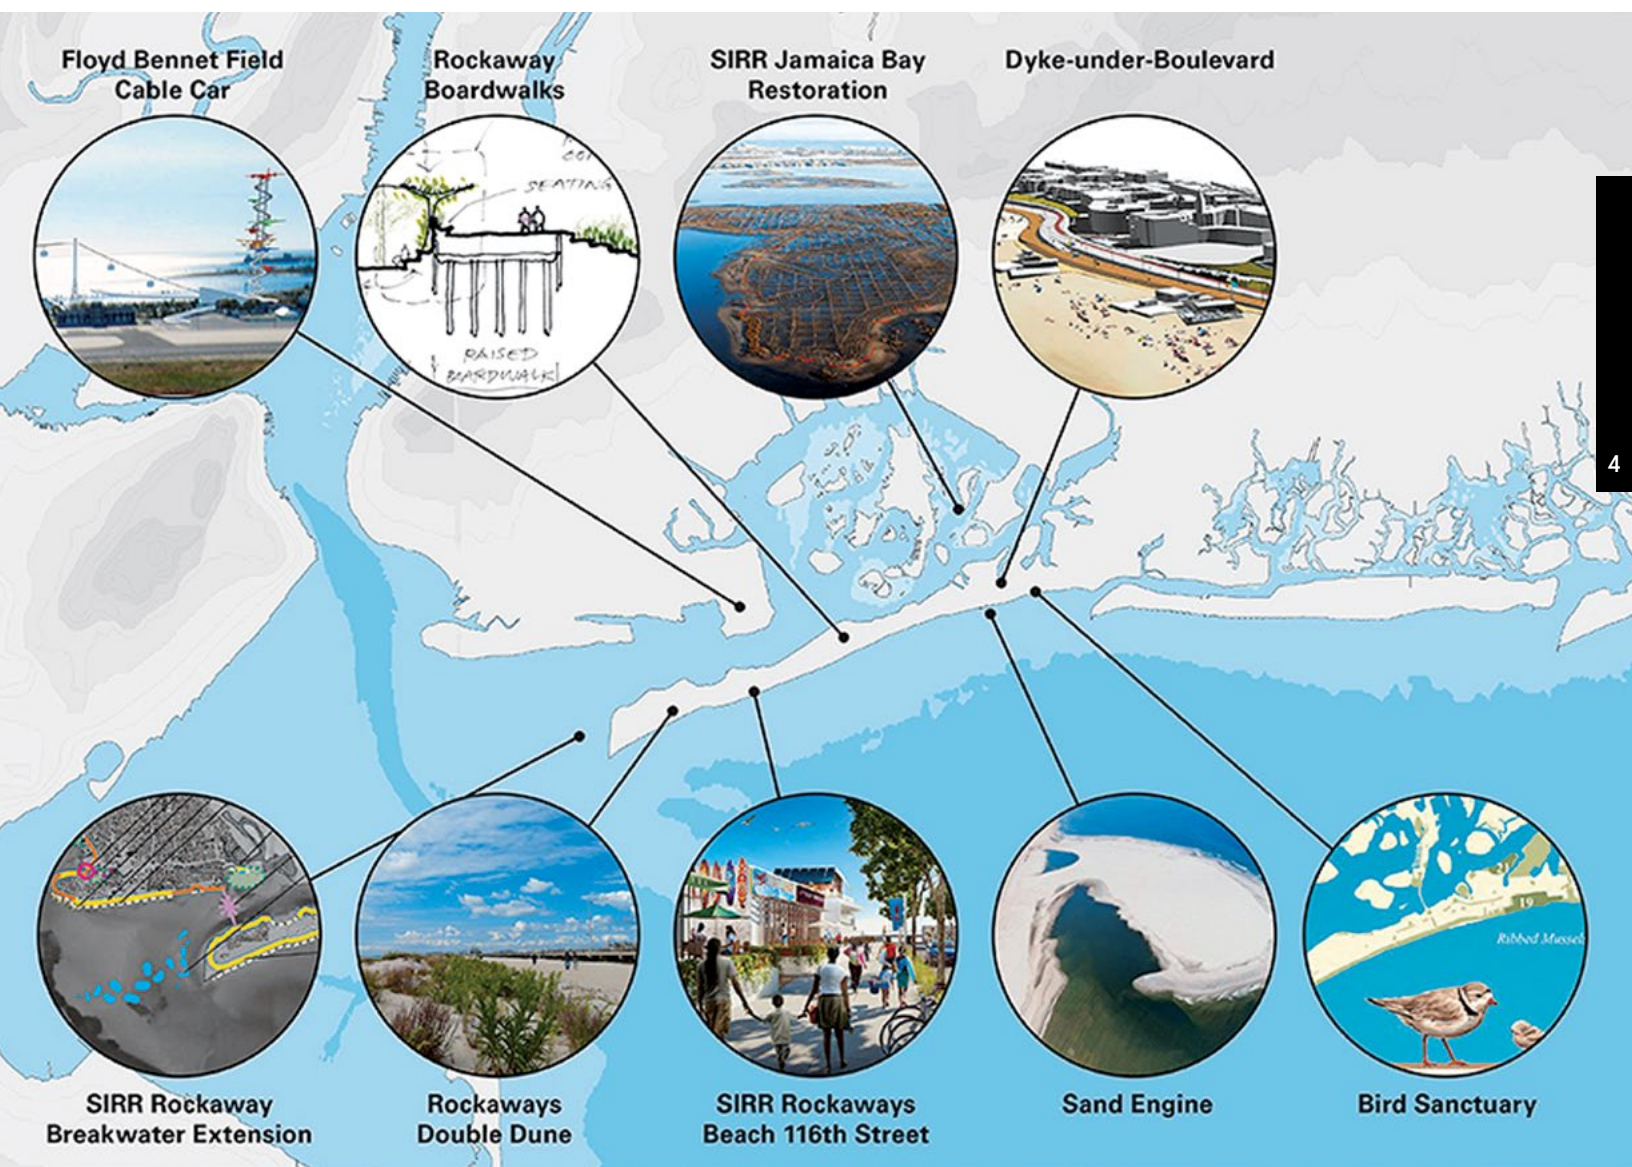 Floyd Bennet Field
Cable Car
Rockaway
Boardwalks
SIRR Jamaica Bay
Restoration
Dyke-under-Boulevard
SEATING
RAISED
BOARDWALK
4
19
Ribbed Mussel
SIRR Rockaway
Breakwater Extension
Rockaways
Double Dune
SIRR Rockaways
Beach 116th Street
Sand Engine
Bird Sanctuary